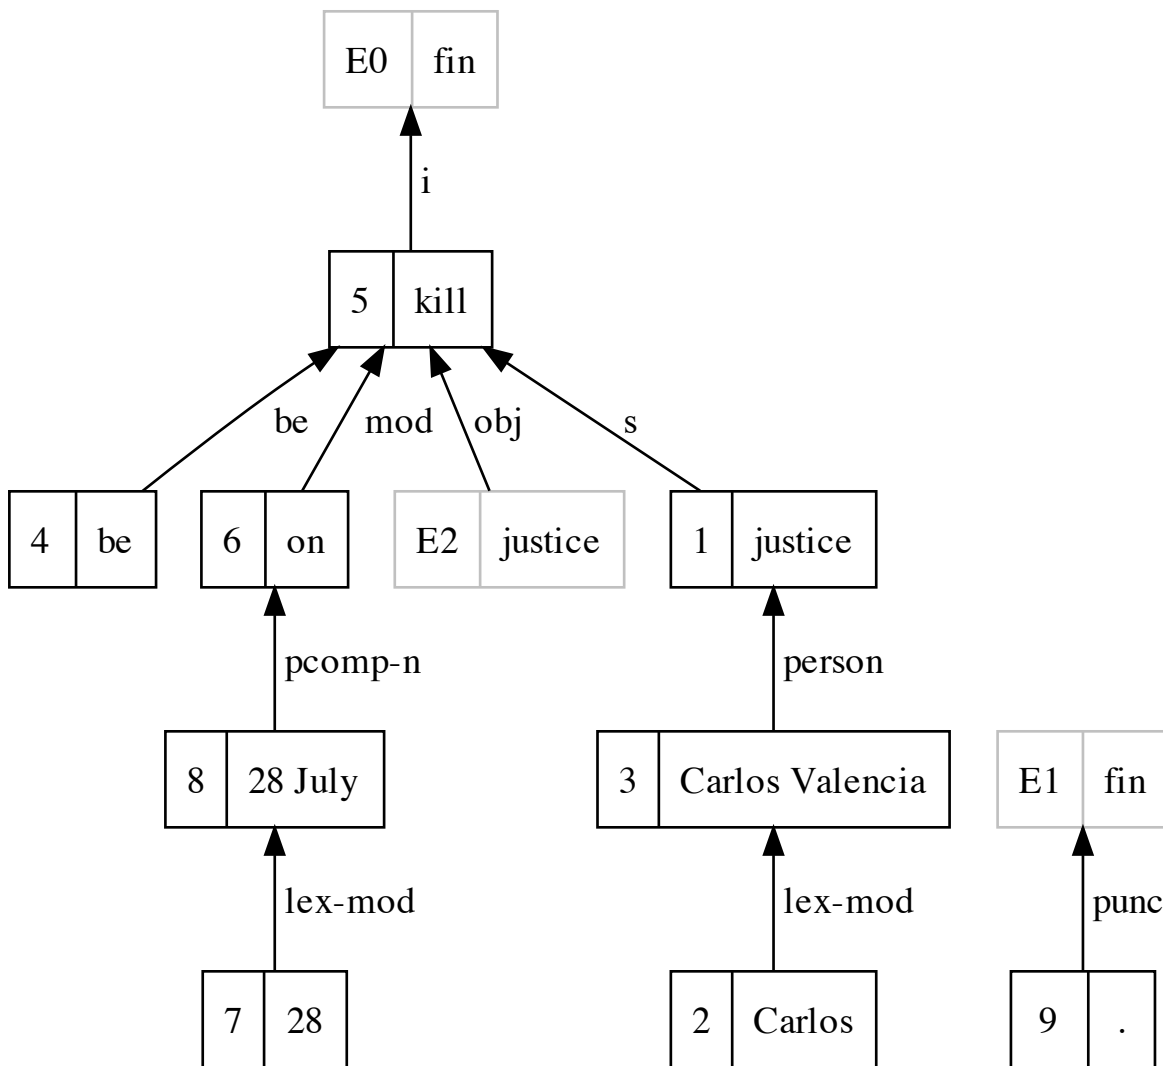 E0 fin
i
5 kill
be mod obj s
4 be 6 on E2 justice 1 justice
pcomp-n person
8 28 July 3 Carlos Valencia E1 fin
lex-mod lex-mod punc
7 28 2 Carlos 9 .